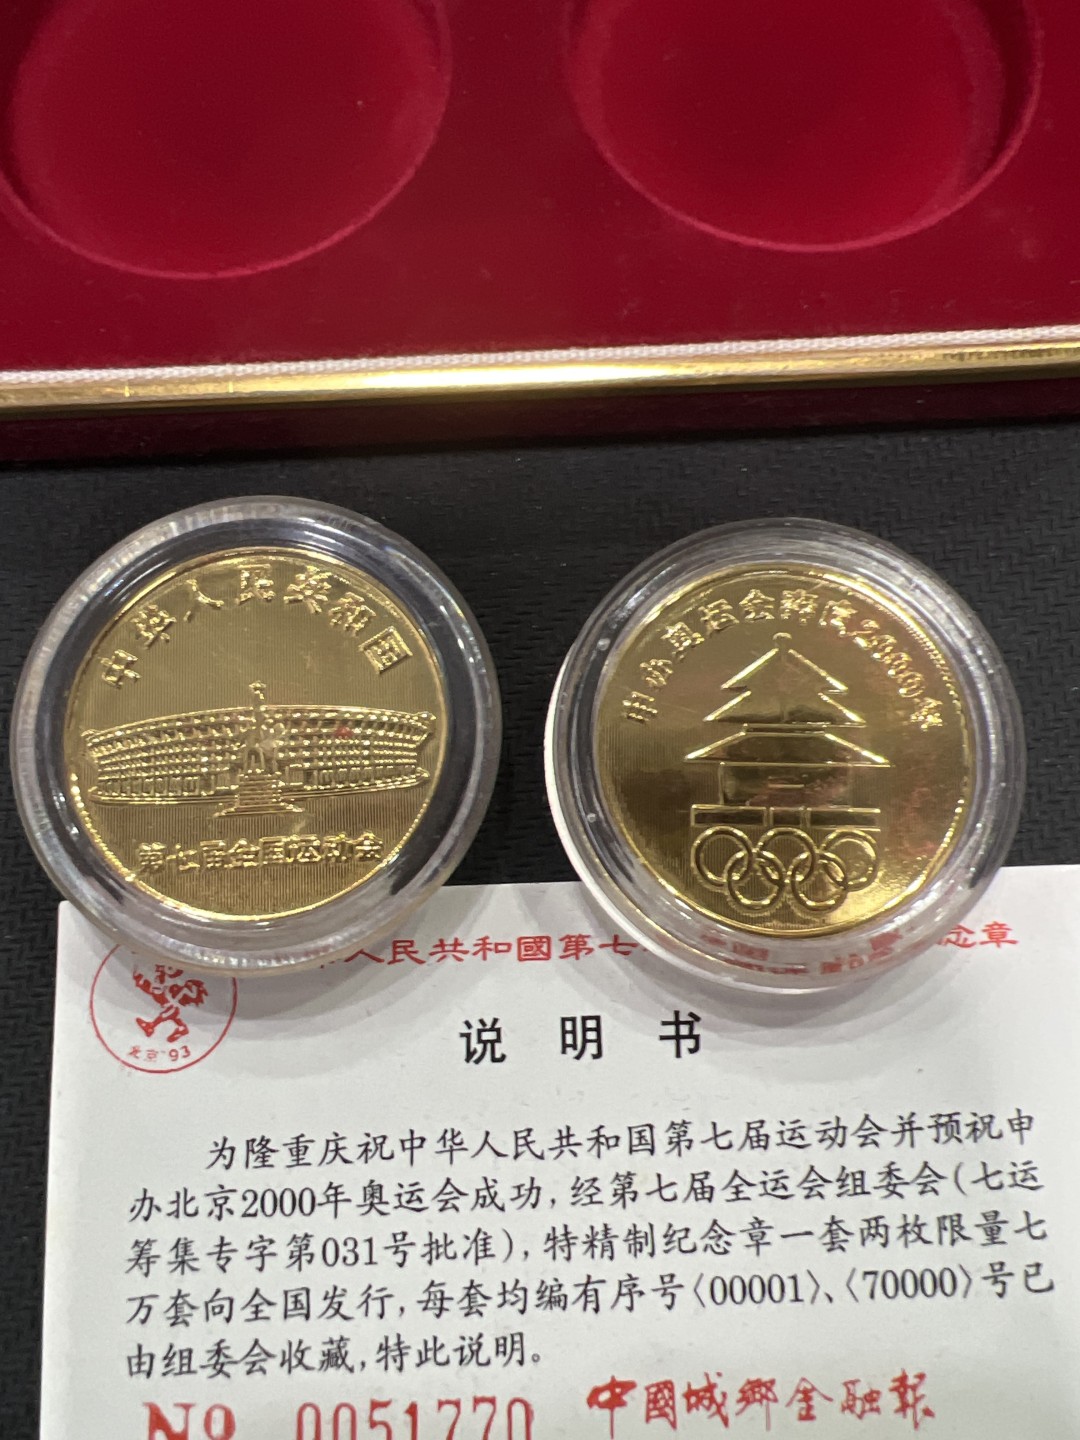 中华人民共和国
第七届全国运动会
申办奥运会2000年
北京'93
人民共和國第七
念章
说明书
为隆重庆祝中华人民共和国第七届运动会并预祝申
办北京2000年奥运会成功，经第七届全运会组委会（七运
筹集专字第031号批准），特精制纪念章一套两枚限量七
万套向全国发行，每套均编有序号〈00001〉、〈70000〉号已
由组委会收藏，特此说明。
No 0051770 中國城鄉金融報